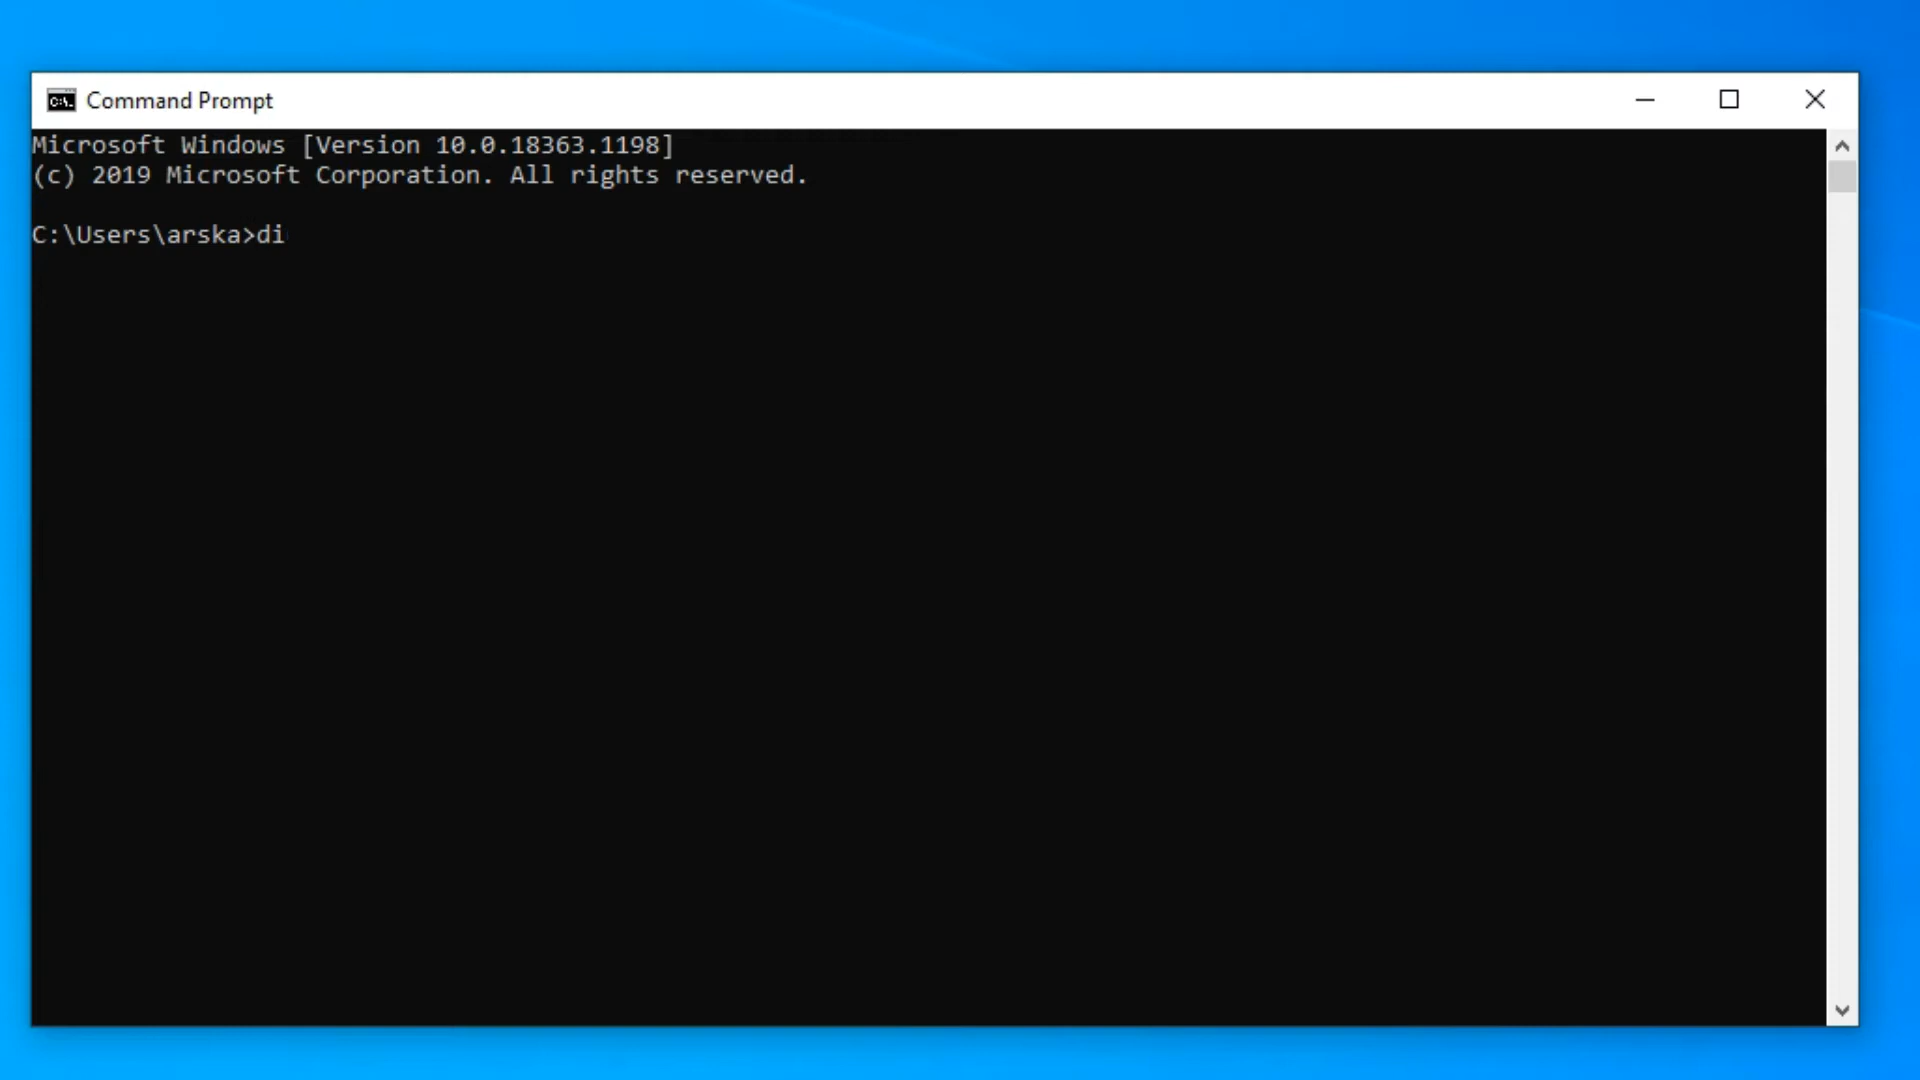 Command Prompt
Microsoft Windows [Version 10.0.18363.1198]
(c) 2019 Microsoft Corporation. All rights reserved.
C:\Users\arska>di